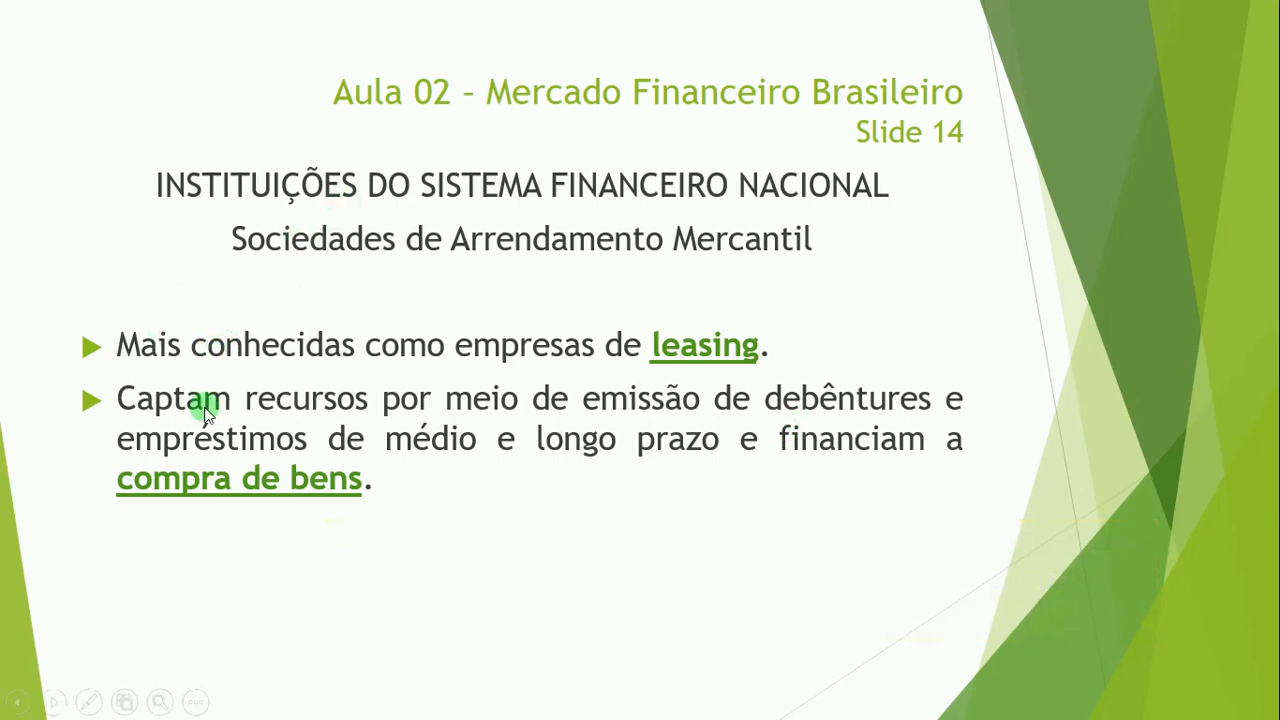 Aula 02 – Mercado Financeiro Brasileiro
Slide 14
INSTITUIÇÕES DO SISTEMA FINANCEIRO NACIONAL
Sociedades de Arrendamento Mercantil
Mais conhecidas como empresas de leasing.
Captam recursos por meio de emissão de debêntures e
empréstimos de médio e longo prazo e financiam a
compra de bens.